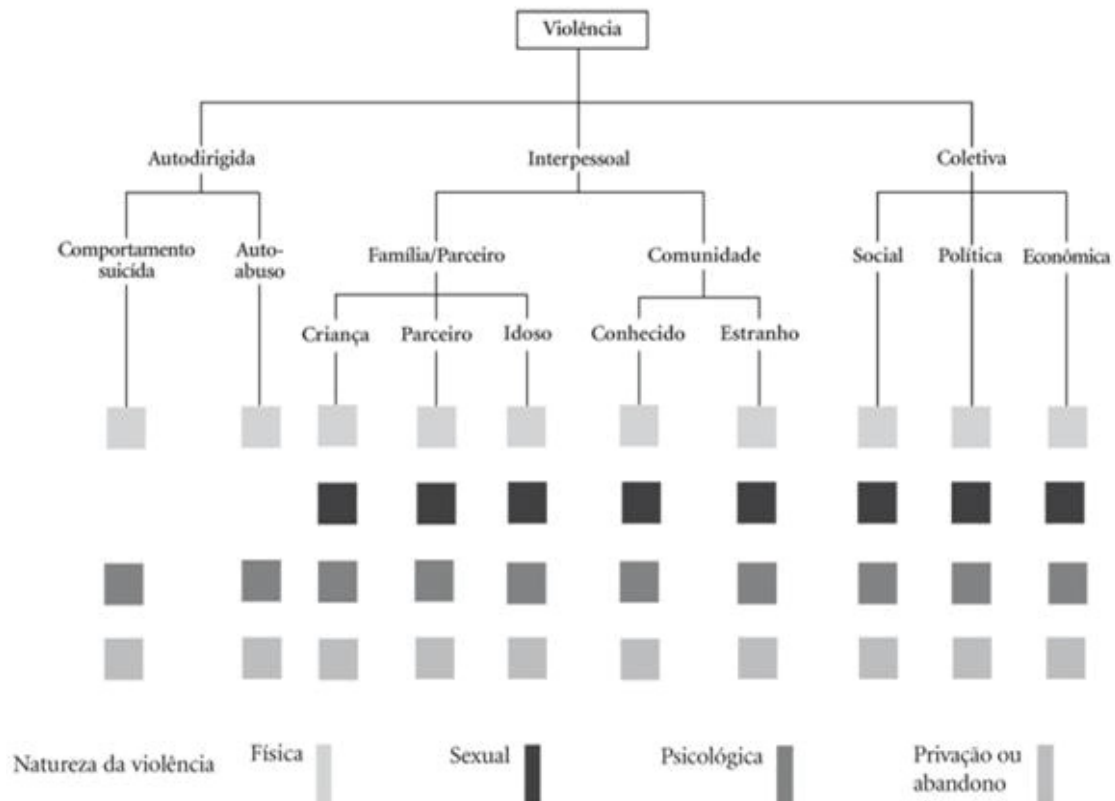 Violência
Autodirigida
Interpessoal
Coletiva
Comportamento
suicída
Auto-
abuso
Família/Parceiro
Comunidade
Social
Política
Econômica
Criança
Parceiro
Idoso
Conhecido
Estranho
Natureza da violência
Física
Sexual
Psicológica
Privação ou
abandono